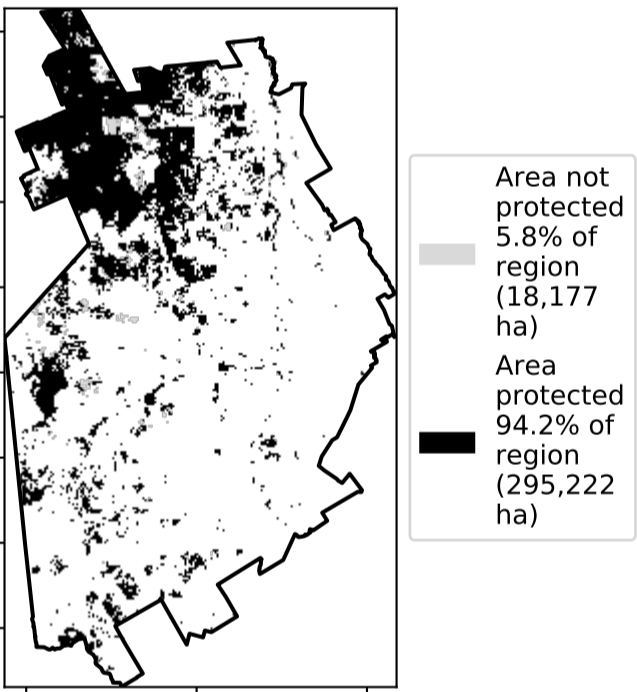 Area not
protected
5.8% of
region
(18,177
ha)
Area
protected
94.2% of
region
(295,222
ha)